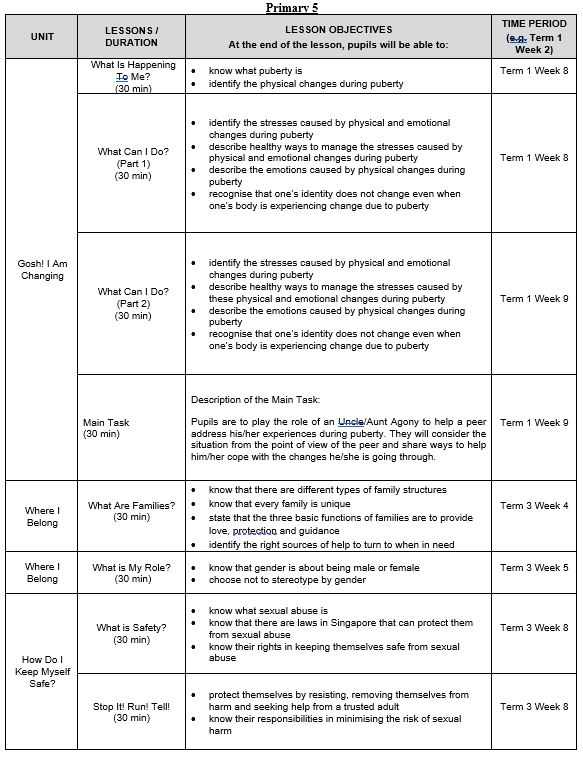 Primary 5
UNIT
LESSONS /
DURATION
LESSON OBJECTIVES
At the end of the lesson, pupils will be able to:
TIME PERIOD
(e.g. Term 1
Week 2)
Gosh! I Am
Changing
What Is Happening
To Me?
(30 min)
• know what puberty is
• identify the physical changes during puberty
Term 1 Week 8
What Can I Do?
(Part 1)
(30 min)
• identify the stresses caused by physical and emotional
changes during puberty
• describe healthy ways to manage the stresses caused by
physical and emotional changes during puberty
• describe the emotions caused by physical changes during
puberty
• recognise that one's identity does not change even when
one's body is experiencing change due to puberty
Term 1 Week 8
What Can I Do?
(Part 2)
(30 min)
• identify the stresses caused by physical and emotional
changes during puberty
• describe healthy ways to manage the stresses caused by
these physical and emotional changes during puberty
• describe the emotions caused by physical changes during
puberty
• recognise that one's identity does not change even when
one's body is experiencing change due to puberty
Term 1 Week 9
Main Task
(30 min)
Description of the Main Task:
Pupils are to play the role of an Uncle/Aunt Agony to help a peer
address his/her experiences during puberty. They will consider the
situation from the point of view of the peer and share ways to help
him/her cope with the changes he/she is going through.
Term 1 Week 9
Where I
Belong
What Are Families?
(30 min)
• know that there are different types of family structures
• know that every family is unique
• state that the three basic functions of families are to provide
love, protection and guidance
• identify the right sources of help to turn to when in need
Term 3 Week 4
Where I
Belong
What is My Role?
(30 min)
• know that gender is about being male or female
• choose not to stereotype by gender
Term 3 Week 5
How Do I
Keep Myself
Safe?
What is Safety?
(30 min)
• know what sexual abuse is
• know that there are laws in Singapore that can protect them
from sexual abuse
• know their rights in keeping themselves safe from sexual
abuse
Term 3 Week 8
Stop It! Run! Tell!
(30 min)
• protect themselves by resisting, removing themselves from
harm and seeking help from a trusted adult
• know their responsibilities in minimising the risk of sexual
harm
Term 3 Week 8